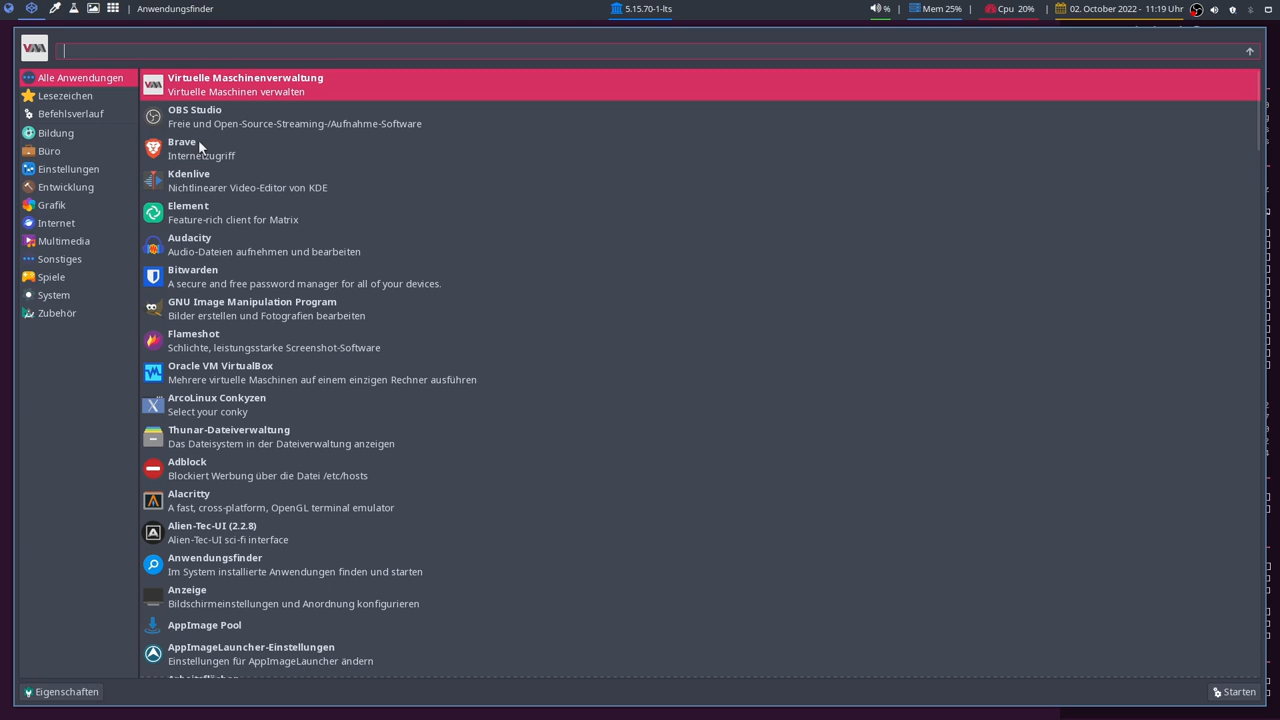 Anwendungsfinder
5.15.70-1-lts
%
Mem 25%
Cpu 20%
02. October 2022 - 11:19 Uhr
Alle Anwendungen
Lesezeichen
Befehlsverlauf
Bildung
Büro
Einstellungen
Entwicklung
Grafik
Internet
Multimedia
Sonstiges
Spiele
System
Zubehör
Virtuelle Maschinenverwaltung
Virtuelle Maschinen verwalten
OBS Studio
Freie und Open-Source-Streaming-/Aufnahme-Software
Brave
Internetzugriff
Kdenlive
Nichtlinearer Video-Editor von KDE
Element
Feature-rich client for Matrix
Audacity
Audio-Dateien aufnehmen und bearbeiten
Bitwarden
A secure and free password manager for all of your devices.
GNU Image Manipulation Program
Bilder erstellen und Fotografien bearbeiten
Flameshot
Schlichte, leistungsstarke Screenshot-Software
Oracle VM VirtualBox
Mehrere virtuelle Maschinen auf einem einzigen Rechner ausführen
ArcoLinux Conkyzen
Select your conky
Thunar-Dateiverwaltung
Das Dateisystem in der Dateiverwaltung anzeigen
Adblock
Blockiert Werbung über die Datei /etc/hosts
Alacritty
A fast, cross-platform, OpenGL terminal emulator
Alien-Tec-UI (2.2.8)
Alien-Tec-UI sci-fi interface
Anwendungsfinder
Im System installierte Anwendungen finden und starten
Anzeige
Bildschirmeinstellungen und Anordnung konfigurieren
AppImage Pool
AppImageLauncher-Einstellungen
Einstellungen für AppImageLauncher ändern
Eigenschaften
Starten